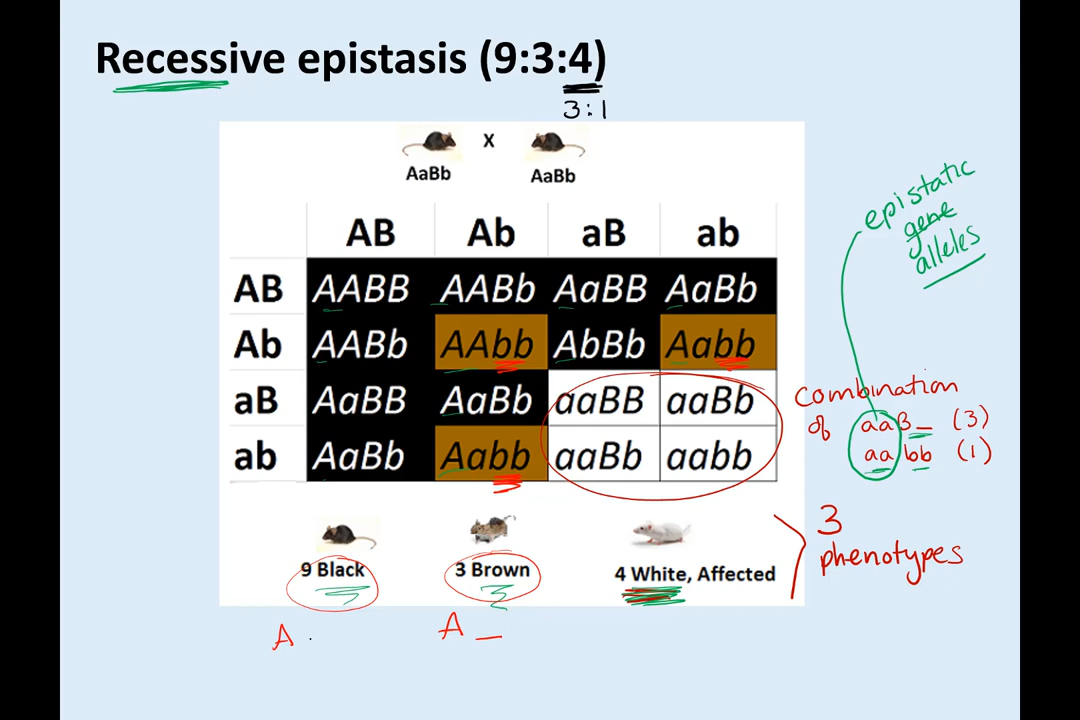 Recessive epistasis (9:3:4)
3:1
X
AaBb AaBb
epistatic
gene
alleles
AB Ab aB ab
AB AABB AABb AaBB AaBb
Ab AABb AAbb AbBb Aabb
aB AaBB AaBb aaBB aaBb
ab AaBb Aabb aaBb aabb
combination
of aaB_ (3)
aabb (1)
9 Black 3 Brown 4 White, Affected
3
phenotypes
A A _